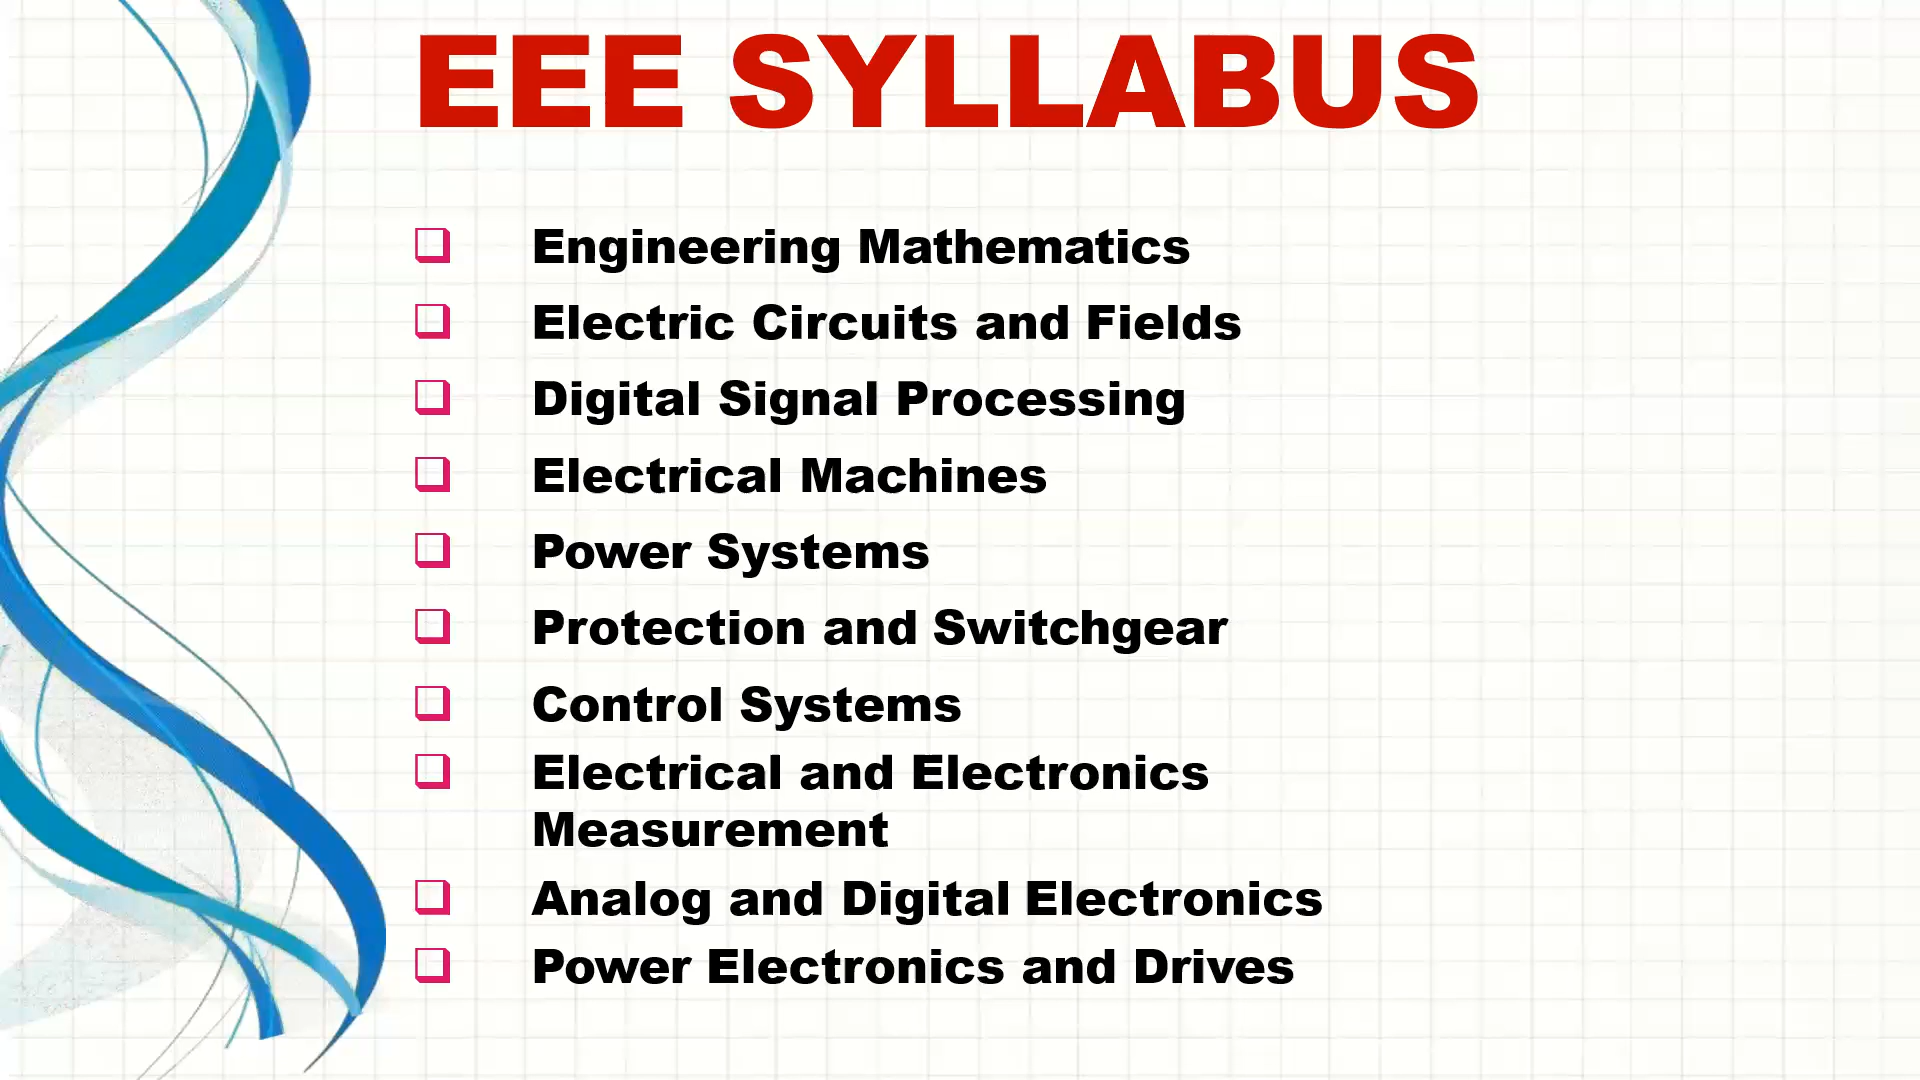 EEE SYLLABUS
Engineering Mathematics
Electric Circuits and Fields
Digital Signal Processing
Electrical Machines
Power Systems
Protection and Switchgear
Control Systems
Electrical and Electronics
Measurement
Analog and Digital Electronics
Power Electronics and Drives